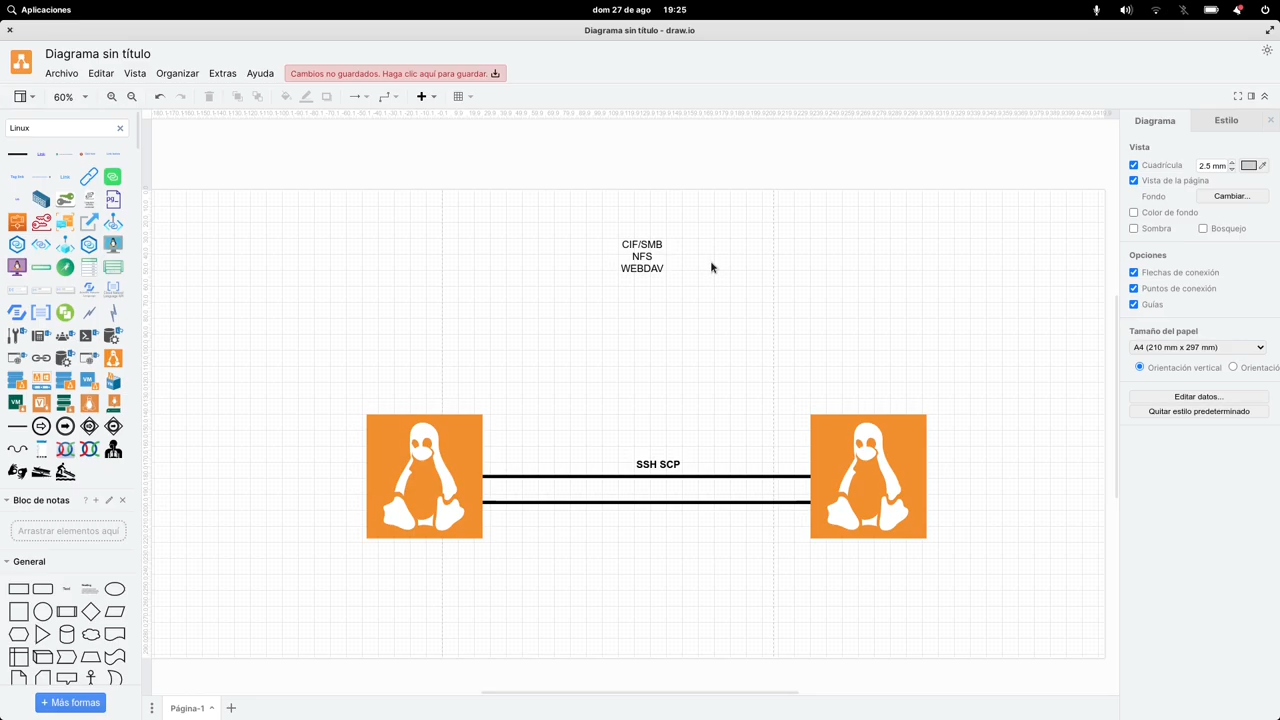 Aplicaciones
dom 27 de ago 19:25
Diagrama sin título - draw.io
Diagrama sin título
Archivo Editar Vista Organizar Extras Ayuda
Cambios no guardados. Haga clic aquí para guardar.
60%
Linux
Diagrama Estilo
Vista
Cuadrícula 2.5 mm
Vista de la página
Fondo Cambiar...
Color de fondo
Sombra Bosquejo
Opciones
Flechas de conexión
Puntos de conexión
Guías
Tamaño del papel
A4 (210 mm x 297 mm)
Orientación vertical Orientació
Editar datos...
Quitar estilo predeterminado
CIF/SMB
NFS
WEBDAV
SSH SCP
Bloc de notas
Arrastrar elementos aquí
General
+ Más formas
Página-1